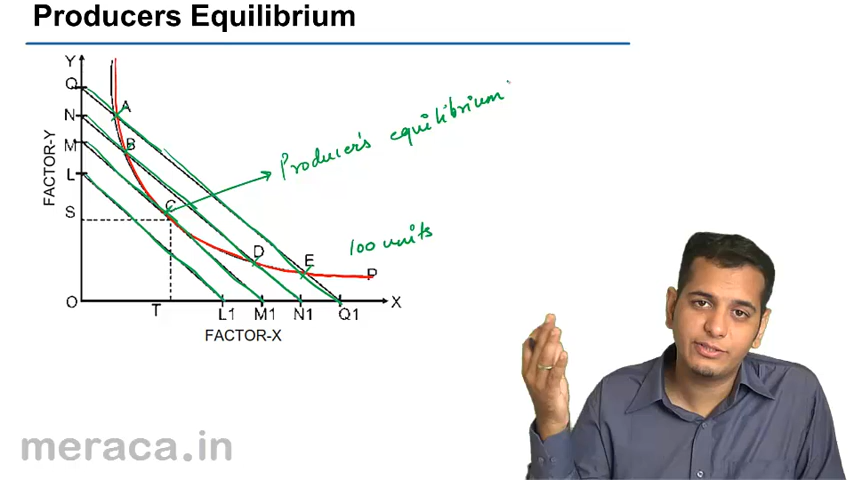 Producers Equilibrium
Y
Q
A
N
B
M
L
C
S
D
E
P
O
T
L1
M1
N1
Q1
X
FACTOR-Y
FACTOR-X
Producer's equilibrium
100 units
meraca.in